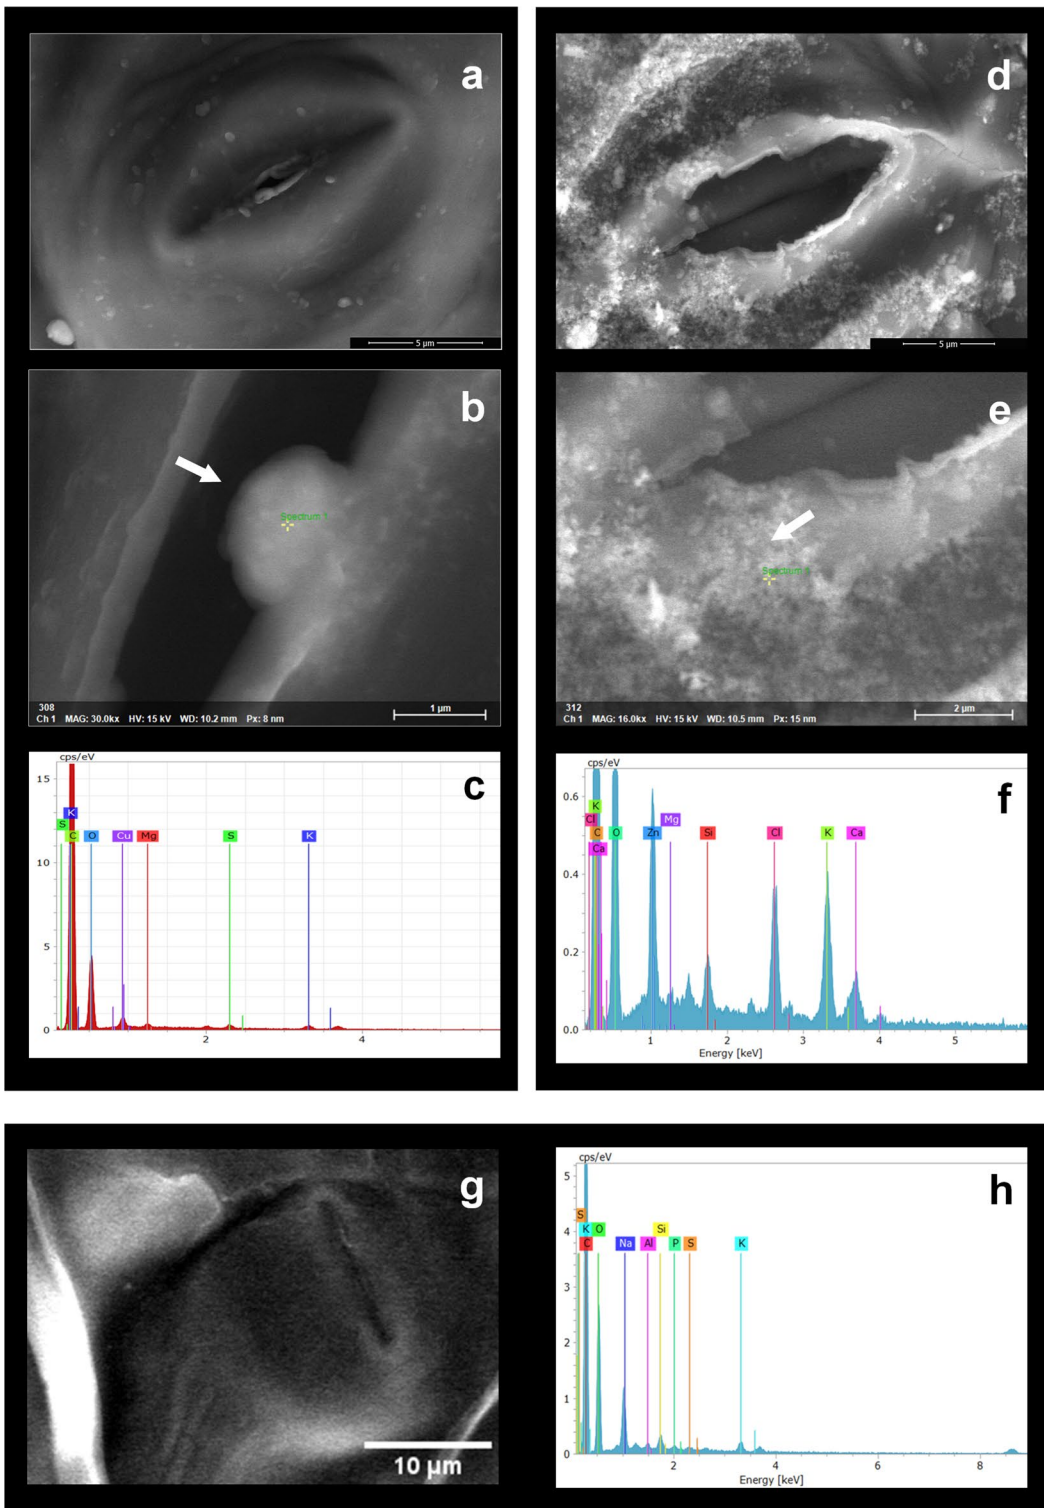 a
5 µm
b
Spectrum
308
Ch 1 MAG: 30.0kx HV: 15 kV WD: 10.2 mm Px: 8 nm
1 µm
cps/eV
c
15
10
5
0
K
S
C O Cu Mg S K
2 4
d
5 µm
e
Spectrum
312
Ch 1 MAG: 16.0kx HV: 15 kV WD: 10.5 mm Px: 15 nm
2 µm
cps/eV
f
0.6
0.4
0.2
0.0
K
Cl Mg
C O Zn Si Cl K Ca
Ca
1 2 3 4 5
Energy [keV]
g
10 µm
cps/eV
h
5
4
3
2
1
0
S
K O Si
C Na Al P S K
2 4 6 8
Energy [keV]